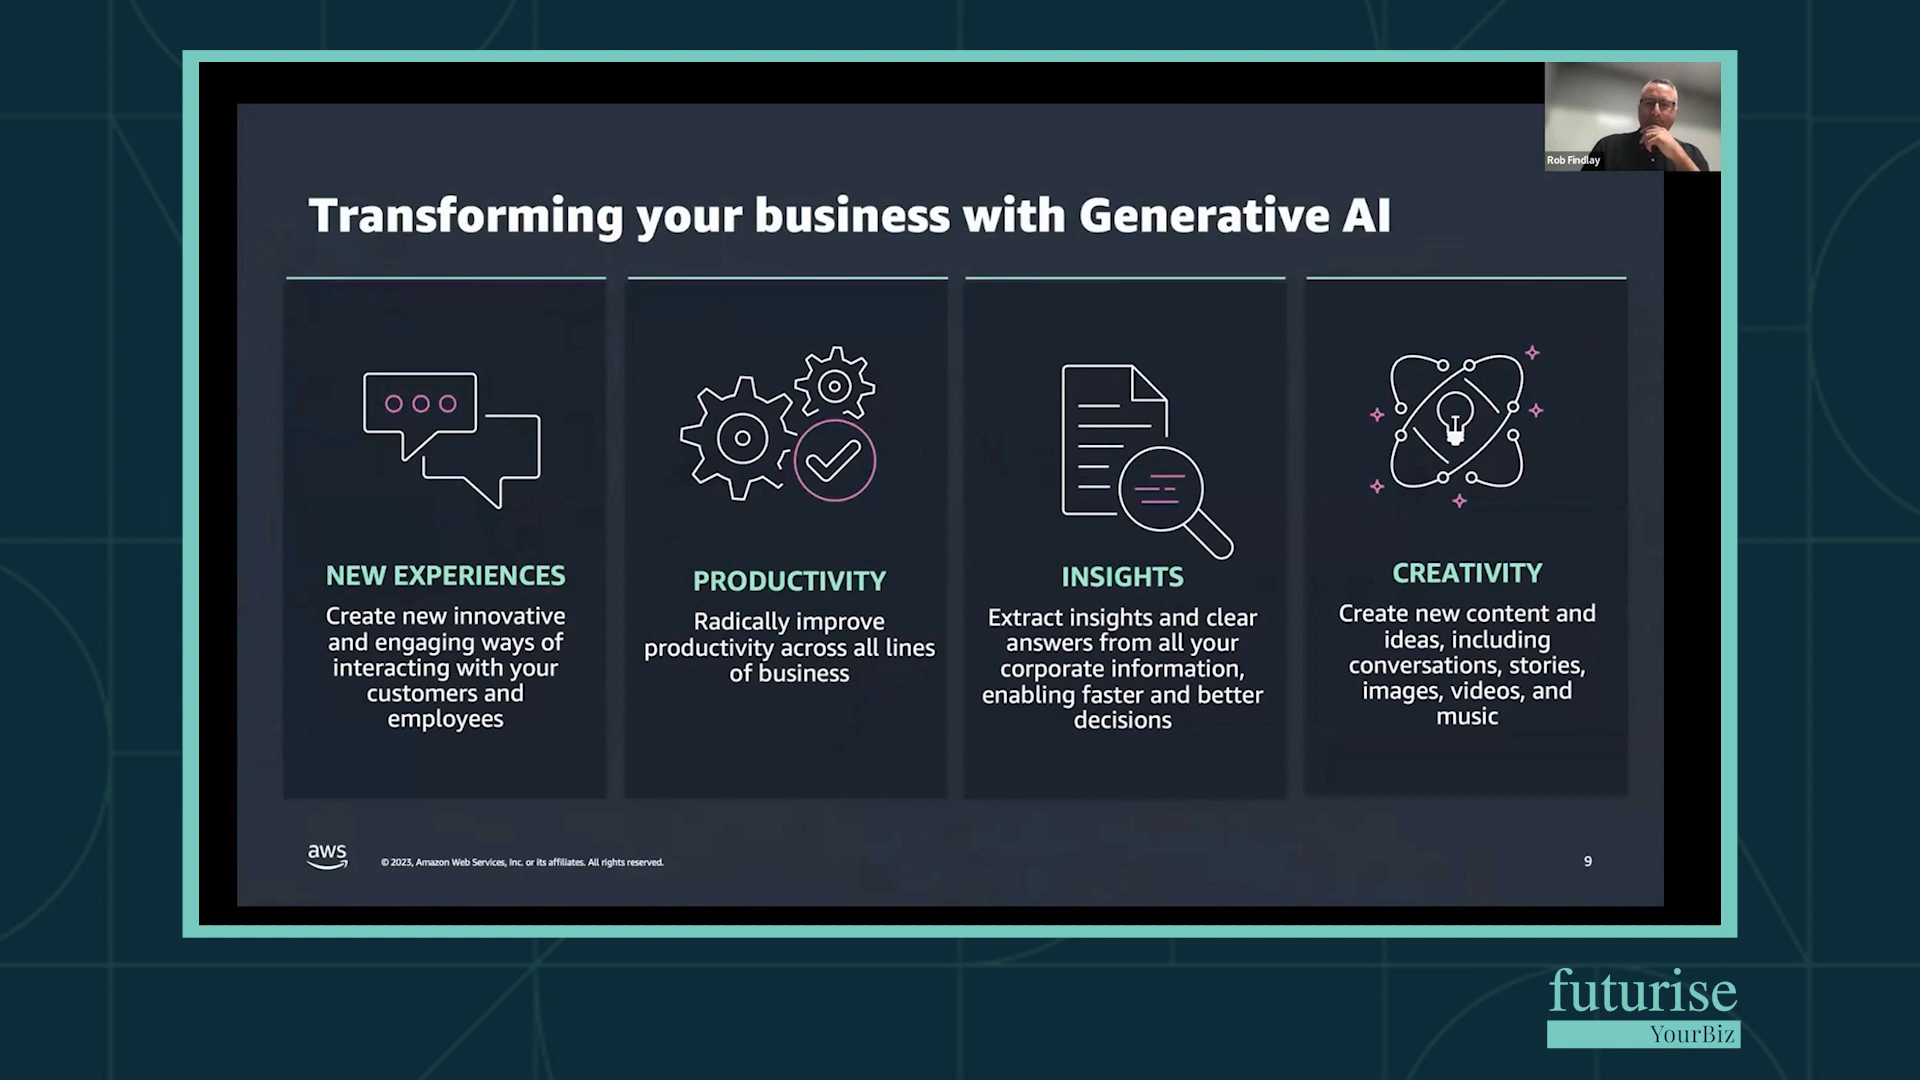 Rob Findlay
Transforming your business with Generative AI
NEW EXPERIENCES
Create new innovative
and engaging ways of
interacting with your
customers and
employees
PRODUCTIVITY
Radically improve
productivity across all lines
of business
INSIGHTS
Extract insights and clear
answers from all your
corporate information,
enabling faster and better
decisions
CREATIVITY
Create new content and
ideas, including
conversations, stories,
images, videos, and
music
aws
© 2023, Amazon Web Services, Inc. or its affiliates. All rights reserved.
9
futurise
YourBiz